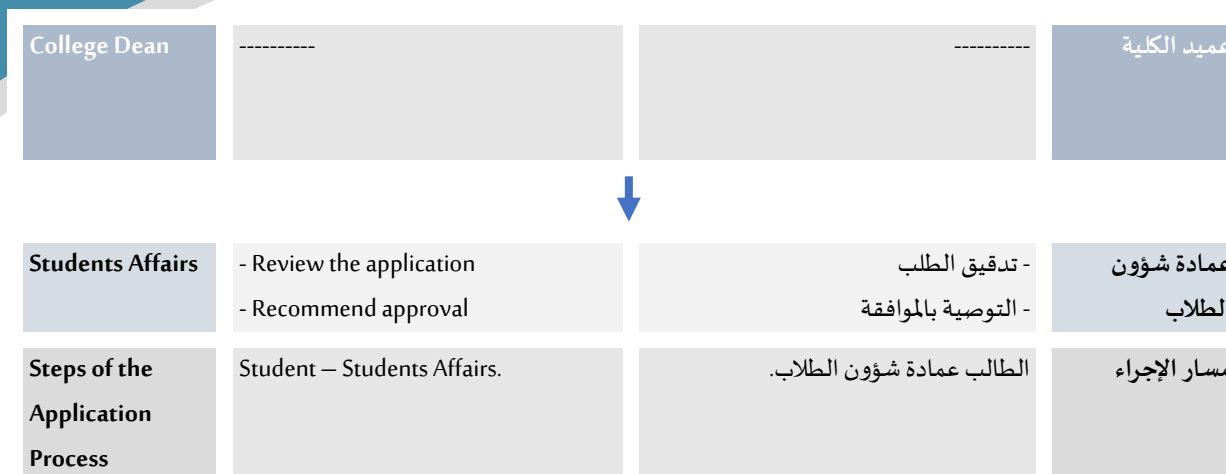 College Dean
----------
----------
عميد الكلية
Students Affairs
- Review the application
- Recommend approval
- تدقيق الطلب
- التوصية بالموافقة
عمادة شؤون
الطلاب
Steps of the
Application
Process
Student – Students Affairs.
الطالب عمادة شؤون الطلاب.
مسار الإجراء